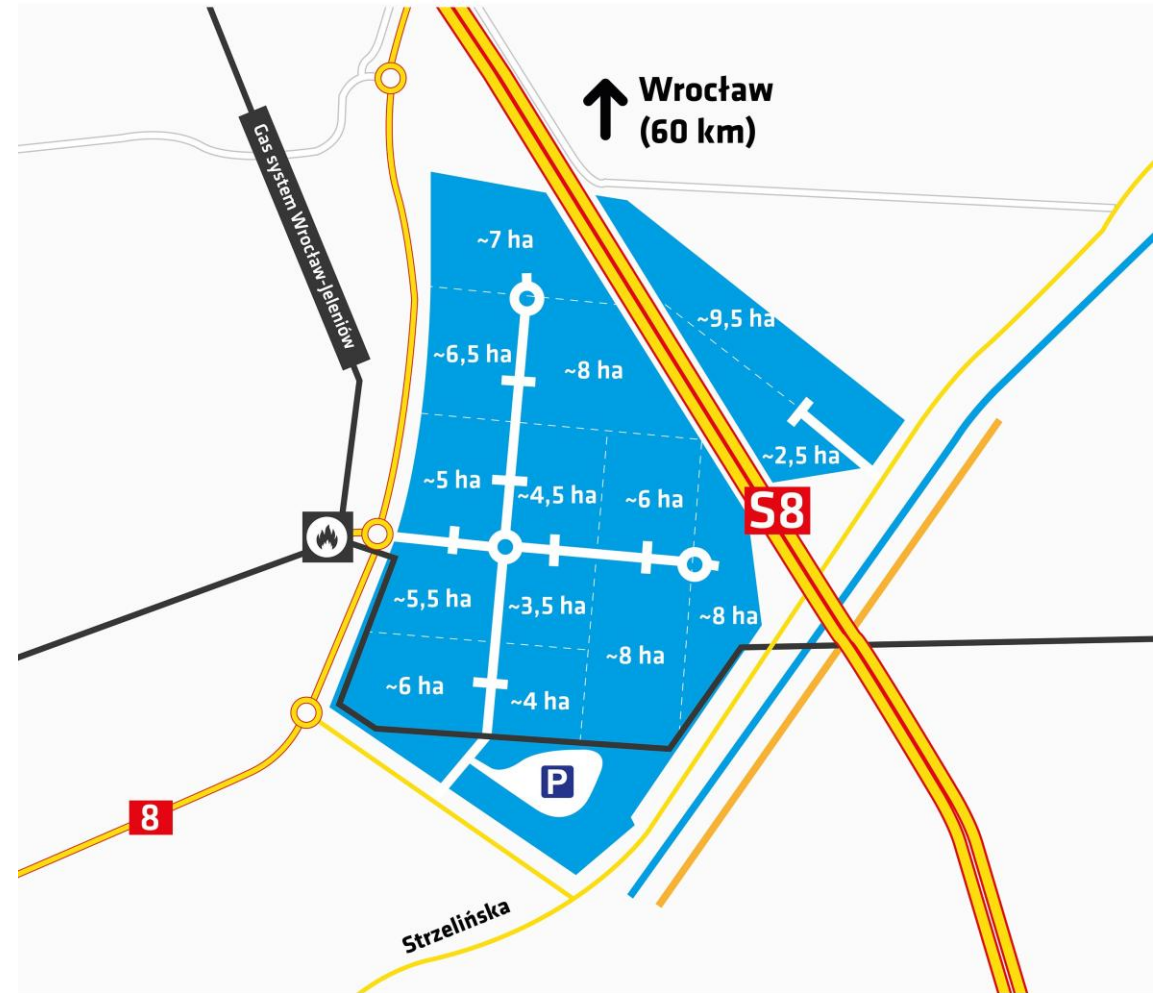 Wrocław
(60 km)
Gas system Wrocław-Jeleniów
~7 ha
~9,5 ha
~6,5 ha
~8 ha
~2,5 ha
~5 ha
~4,5 ha
~6 ha
S8
~5,5 ha
~3,5 ha
~8 ha
~8 ha
~6 ha
~4 ha
P
8
Strzelińska